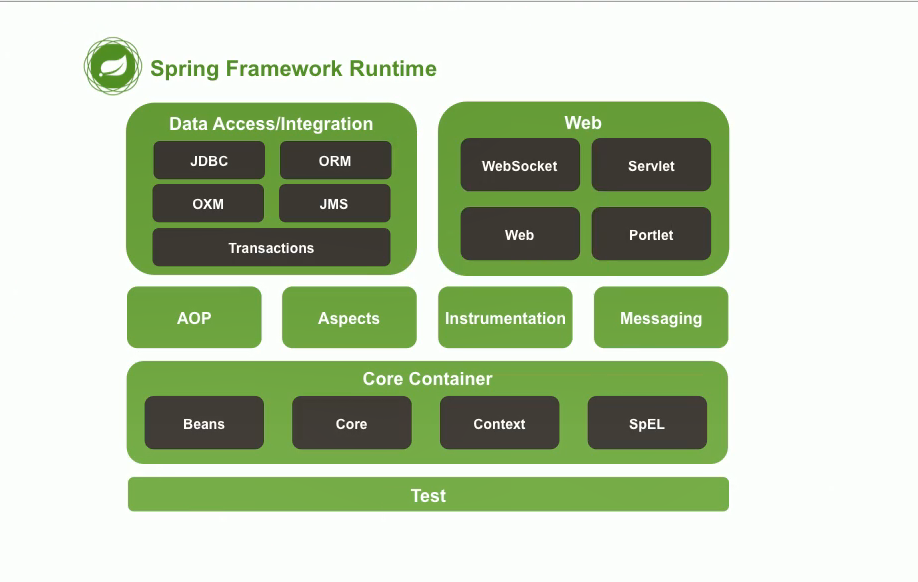 Spring Framework Runtime
Data Access/Integration
JDBC
ORM
OXM
JMS
Transactions
Web
WebSocket
Servlet
Web
Portlet
AOP
Aspects
Instrumentation
Messaging
Core Container
Beans
Core
Context
SpEL
Test